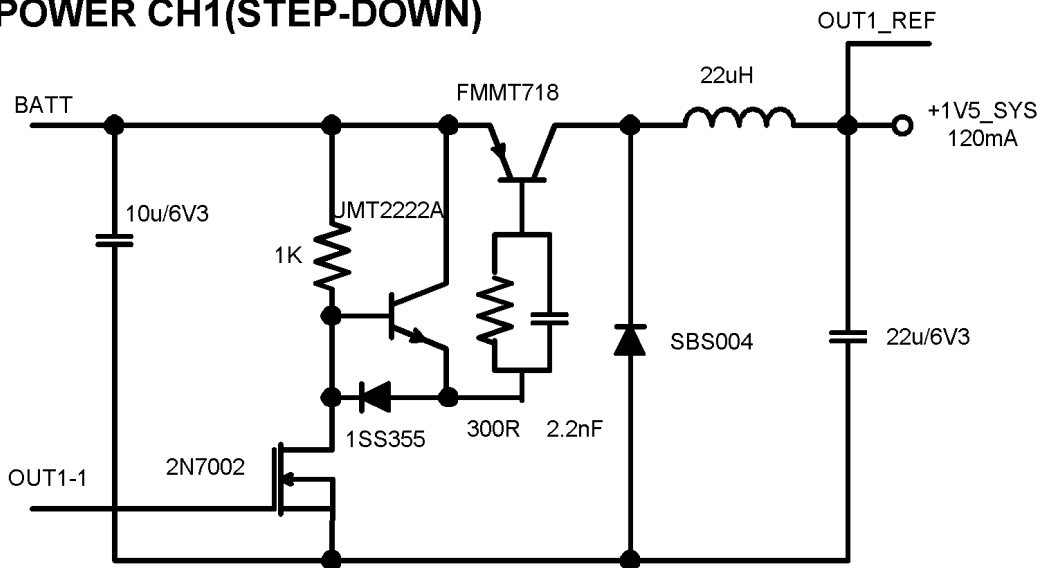 POWER CH1(STEP-DOWN)
OUT1_REF
22uH
FMMT718
BATT
+1V5_SYS
120mA
10u/6V3
UMT2222A
1K
SBS004
22u/6V3
1SS355
300R
2.2nF
2N7002
OUT1-1